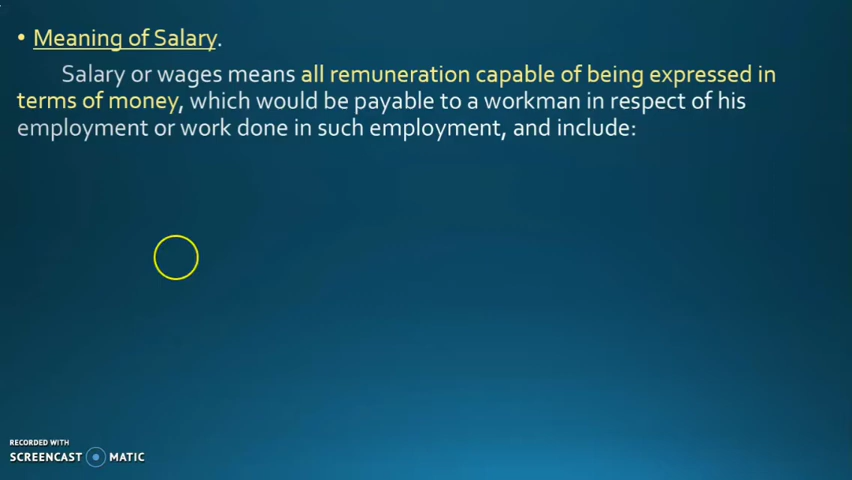 • Meaning of Salary.
Salary or wages means all remuneration capable of being expressed in
terms of money, which would be payable to a workman in respect of his
employment or work done in such employment, and include:
RECORDED WITH
SCREENCAST MATIC